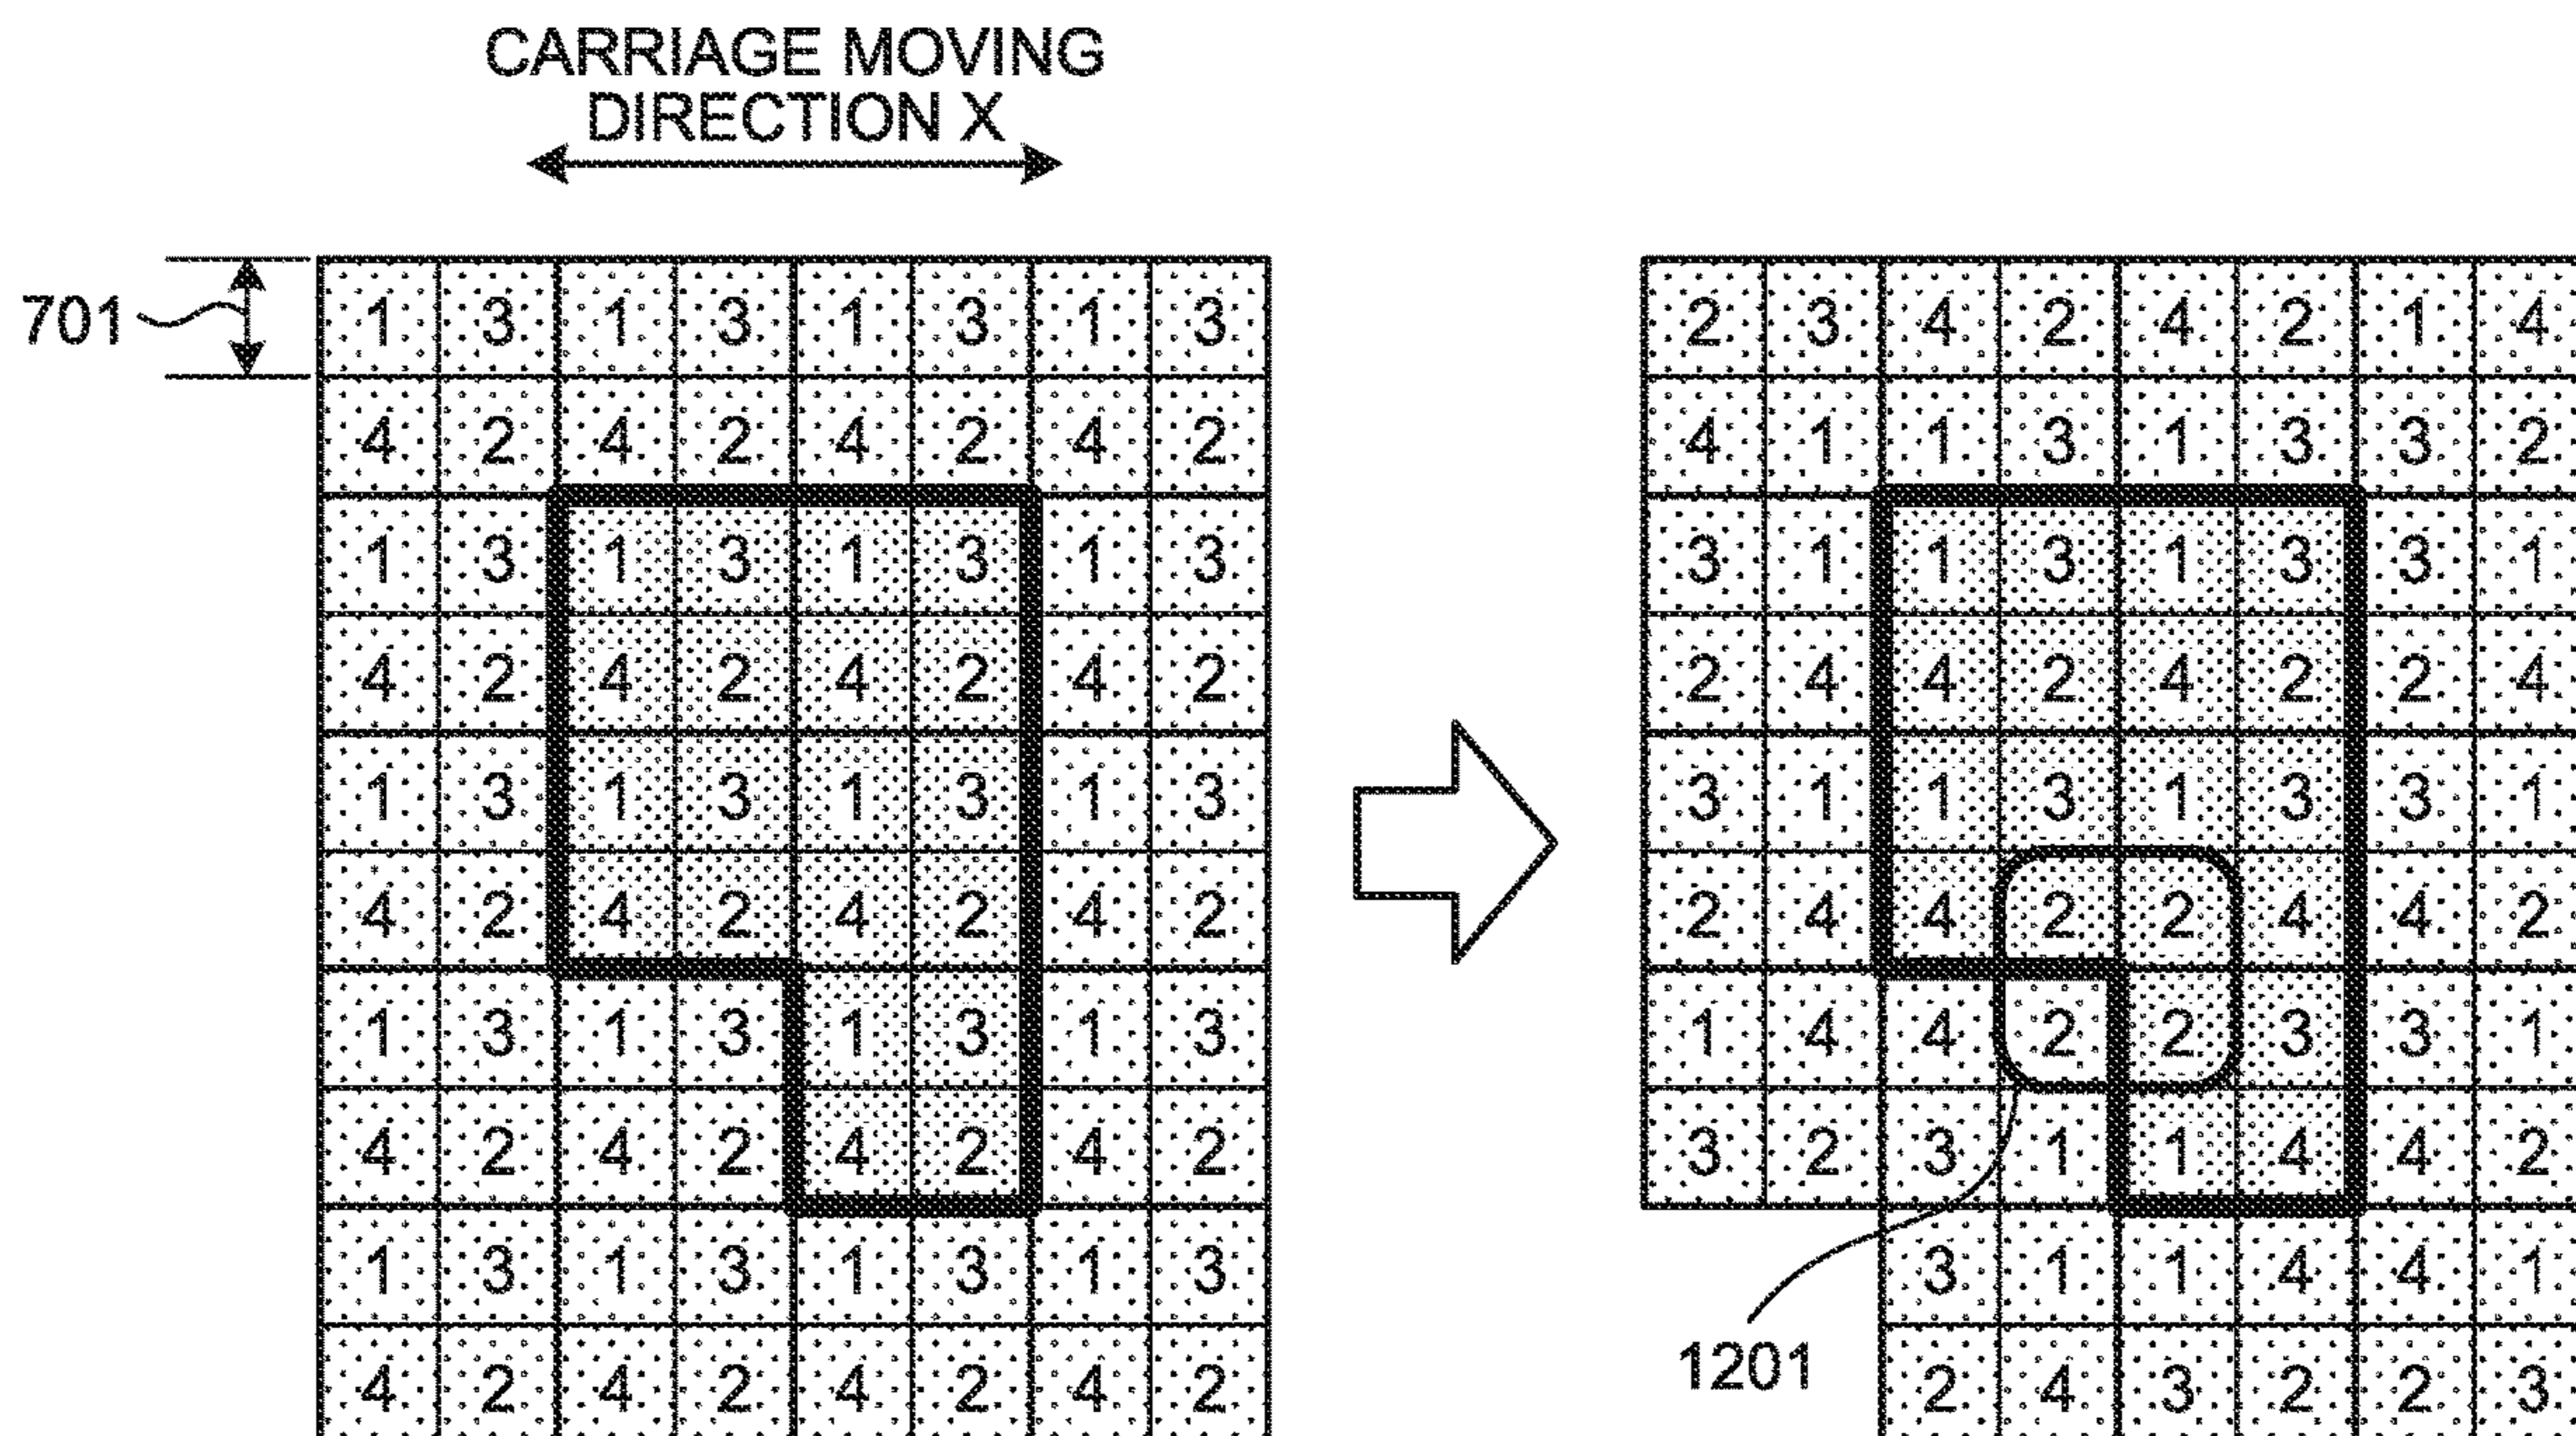 CARRIAGE MOVING
DIRECTION X
701
1 3 1 3 1 3 1 3
4 2 4 2 4 2 4 2
1 3 1 3 1 3 1 3
4 2 4 2 4 2 4 2
1 3 1 3 1 3 1 3
4 2 4 2 4 2 4 2
1 3 1 3 1 3 1 3
4 2 4 2 4 2 4 2
1 3 1 3 1 3 1 3
4 2 4 2 4 2 4 2
2 3 4 2 4 2 1 4
4 1 1 3 1 3 3 2
3 1 1 3 1 3 3 1
2 4 4 2 4 2 2 4
3 1 1 3 1 3 3 1
2 4 4 2 2 4 4 2
1 4 4 2 2 3 3 1
3 2 3 1 1 4 4 2
3 1 1 4 4 1
2 4 3 2 2 3
1201